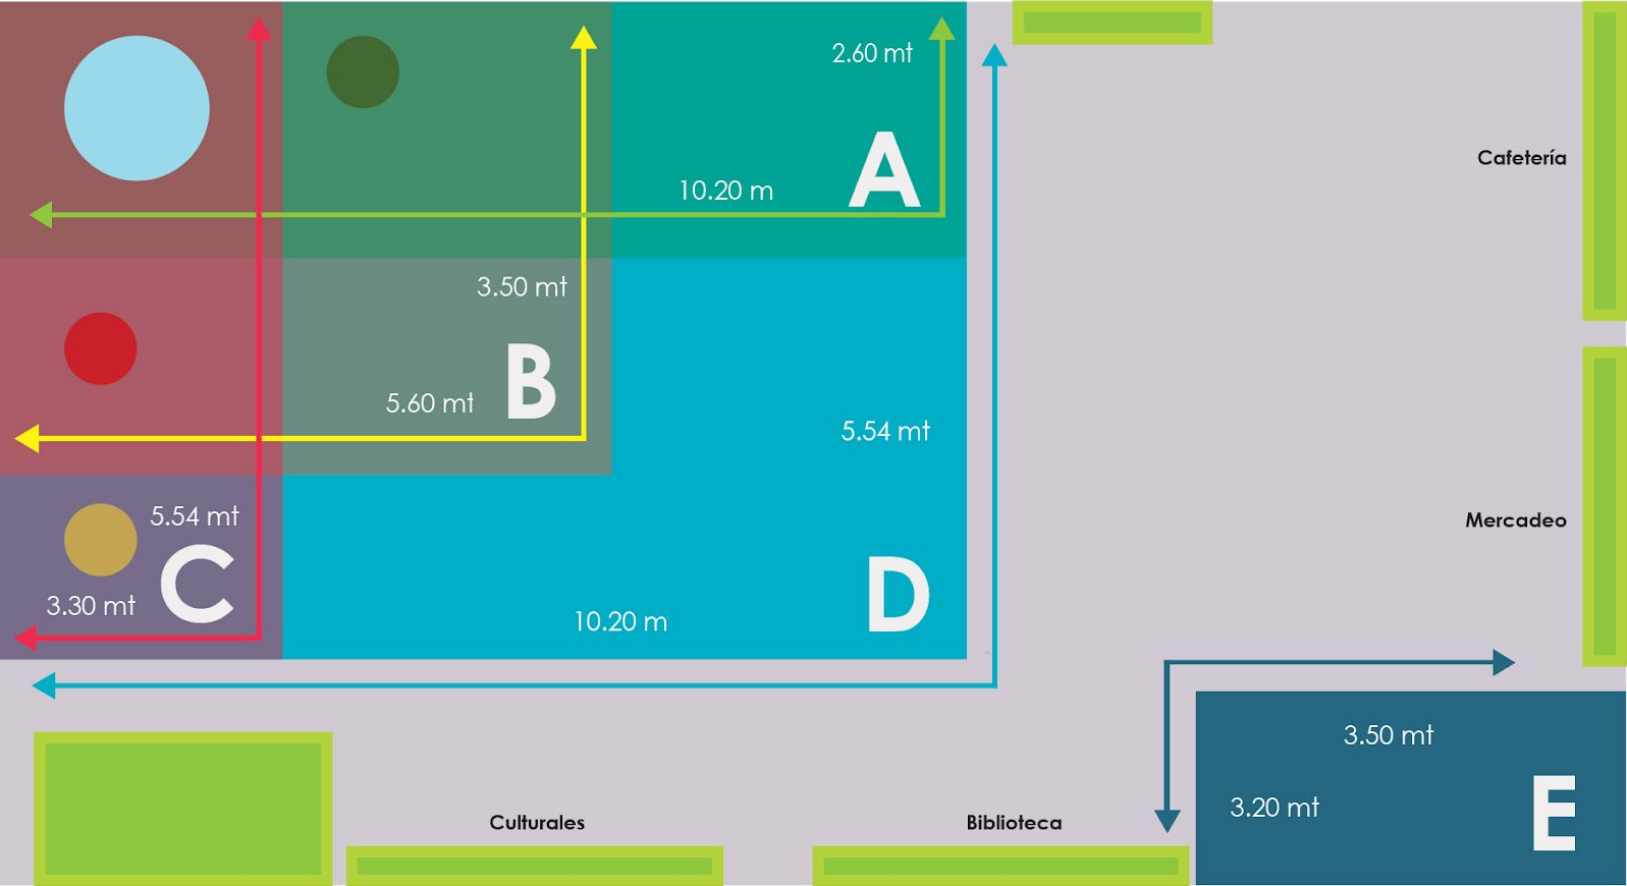 2.60 mt
A
10.20 m
Cafetería
3.50 mt
B
5.60 mt
5.54 mt
Mercadeo
5.54 mt
C
3.30 mt
D
10.20 m
3.50 mt
3.20 mt
E
Culturales
Biblioteca